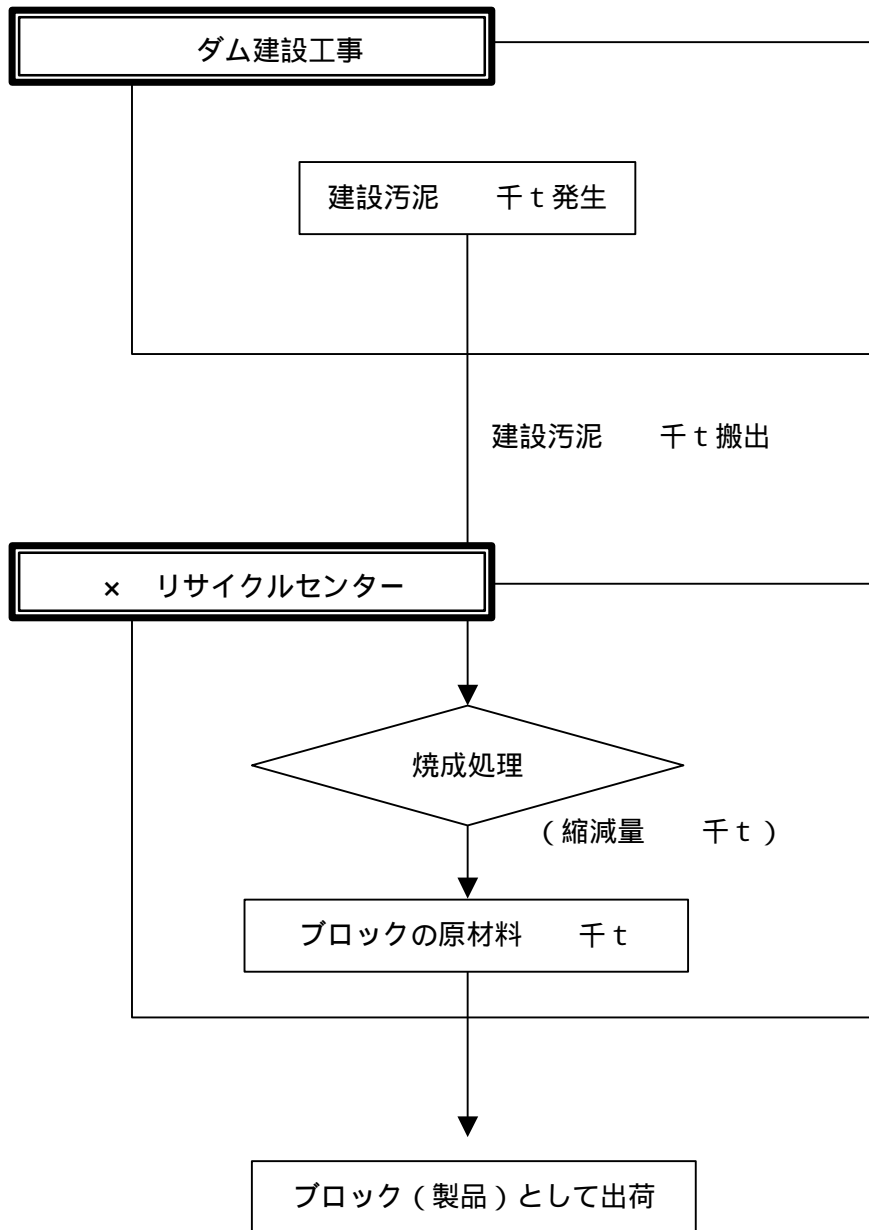 ダム建設工事
建設汚泥　　千ｔ発生
建設汚泥　　千ｔ搬出
×　リサイクルセンター
焼成処理
（縮減量　　千ｔ）
ブロックの原材料　　千ｔ
ブロック（製品）として出荷